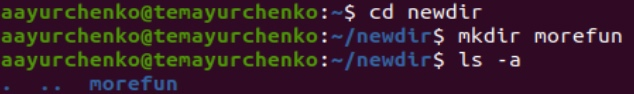 aayurchenko@temayurchenko:~$ cd newdir
aayurchenko@temayurchenko:~/newdir$ mkdir morefun
aayurchenko@temayurchenko:~/newdir$ ls -a
.  ..  morefun